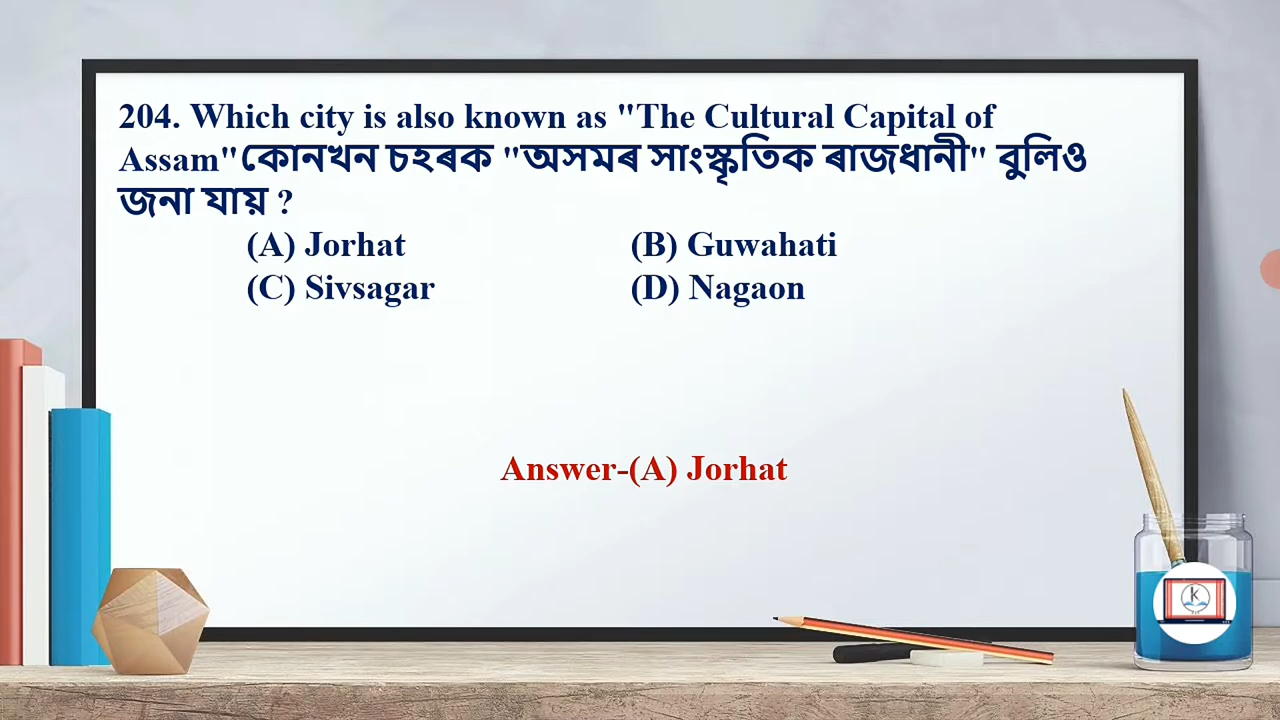 204. Which city is also known as "The Cultural Capital of
Assam"কোনখন চহৰক "অসমৰ সাংস্কৃতিক ৰাজধানী" বুলিও
জনা যায় ?
(A) Jorhat (B) Guwahati
(C) Sivsagar (D) Nagaon
Answer-(A) Jorhat
K